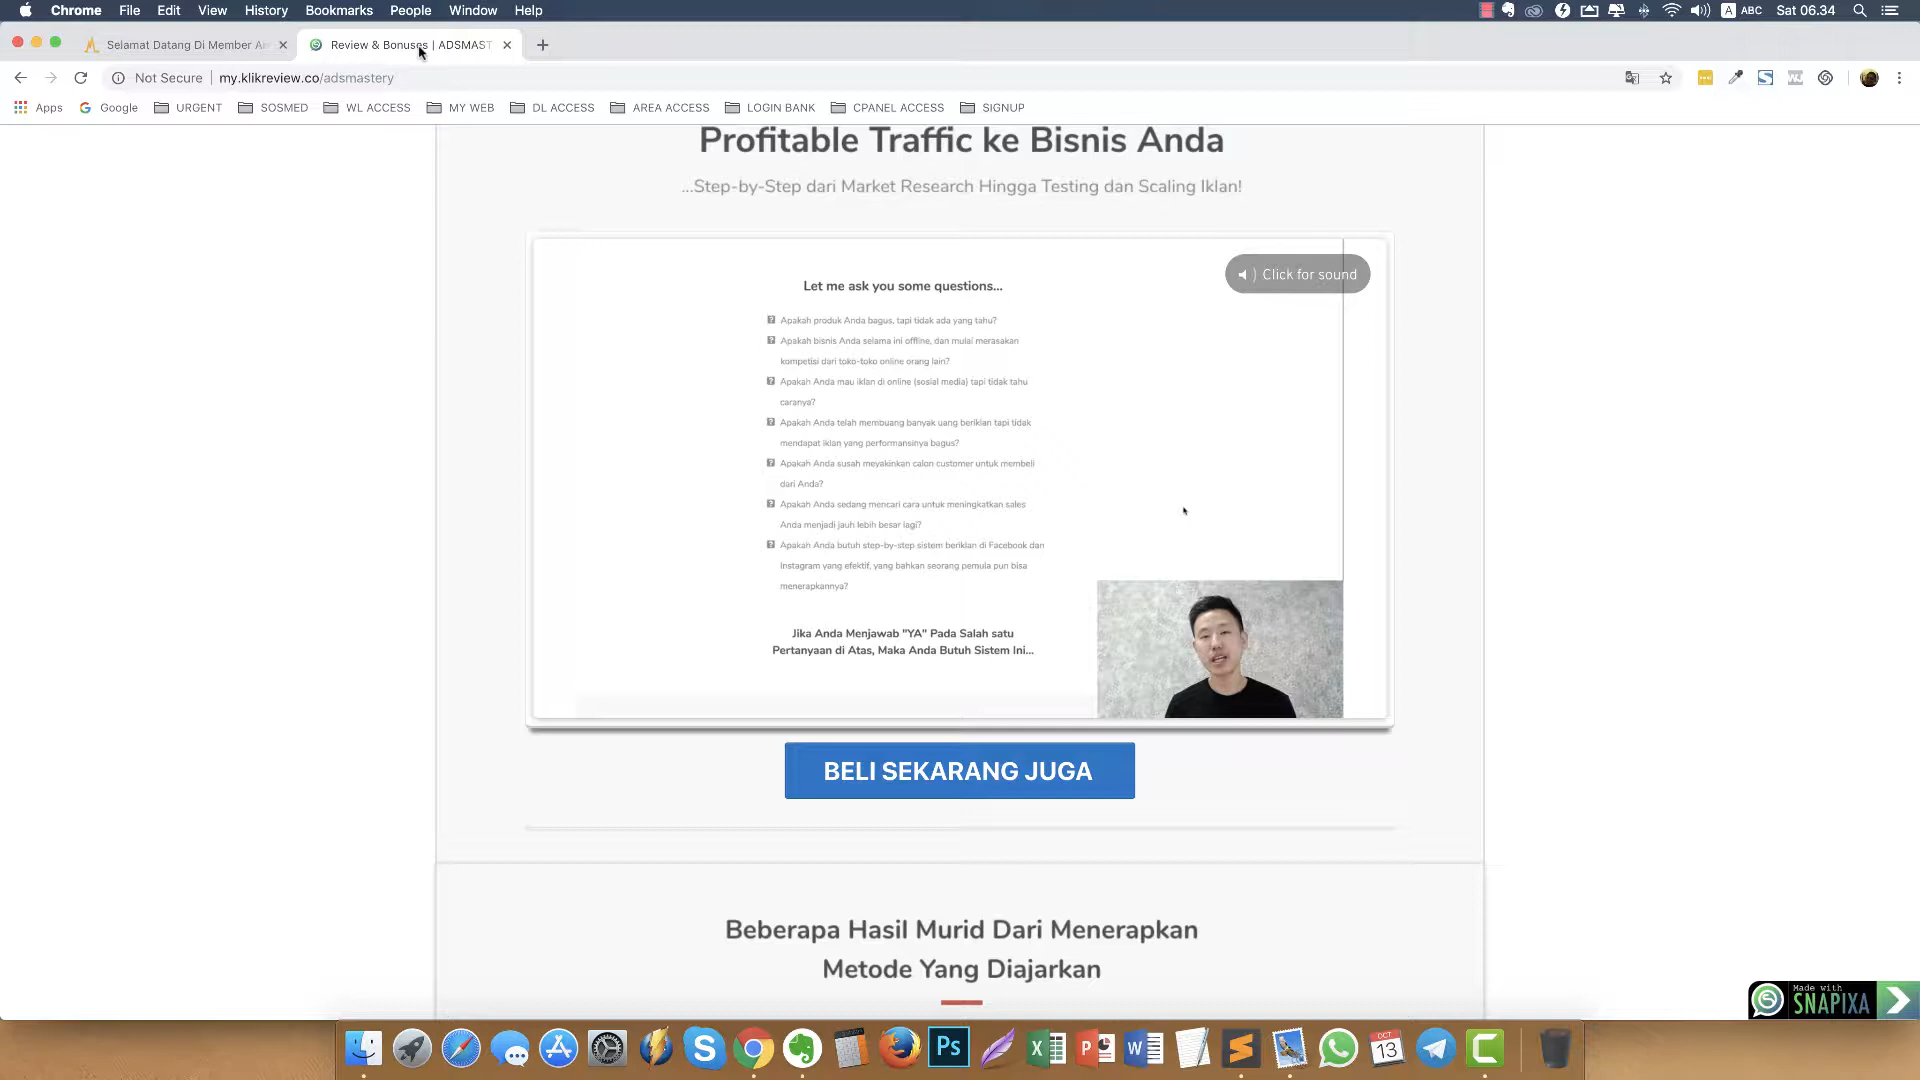 Chrome File Edit View History Bookmarks People Window Help ABC Sat 06.34
Selamat Datang Di Member Ar
Review & Bonuses | ADSMAST
Not Secure my.klikreview.co/adsmastery
Apps Google URGENT SOSMED WL ACCESS MY WEB DL ACCESS AREA ACCESS LOGIN BANK CPANEL ACCESS SIGNUP
Profitable Traffic ke Bisnis Anda
...Step-by-Step dari Market Research Hingga Testing dan Scaling Iklan!
Click for sound
Let me ask you some questions...
Apakah produk Anda bagus, tapi tidak ada yang tahu?
Apakah bisnis Anda selama ini offline, dan mulai merasakan
kompetisi dari toko-toko online orang lain?
Apakah Anda mau iklan di online (sosial media) tapi tidak tahu
caranya?
Apakah Anda telah membuang banyak uang beriklan tapi tidak
mendapat iklan yang performansinya bagus?
Apakah Anda susah meyakinkan calon customer untuk membeli
dari Anda?
Apakah Anda sedang mencari cara untuk meningkatkan sales
Anda menjadi jauh lebih besar lagi?
Apakah Anda butuh step-by-step sistem beriklan di Facebook dan
Instagram yang efektif, yang bahkan seorang pemula pun bisa
menerapkannya?
Jika Anda Menjawab "YA" Pada Salah satu
Pertanyaan di Atas, Maka Anda Butuh Sistem Ini...
BELI SEKARANG JUGA
Beberapa Hasil Murid Dari Menerapkan
Metode Yang Diajarkan
Made with
SNAPIXA
Ps
OCT
13